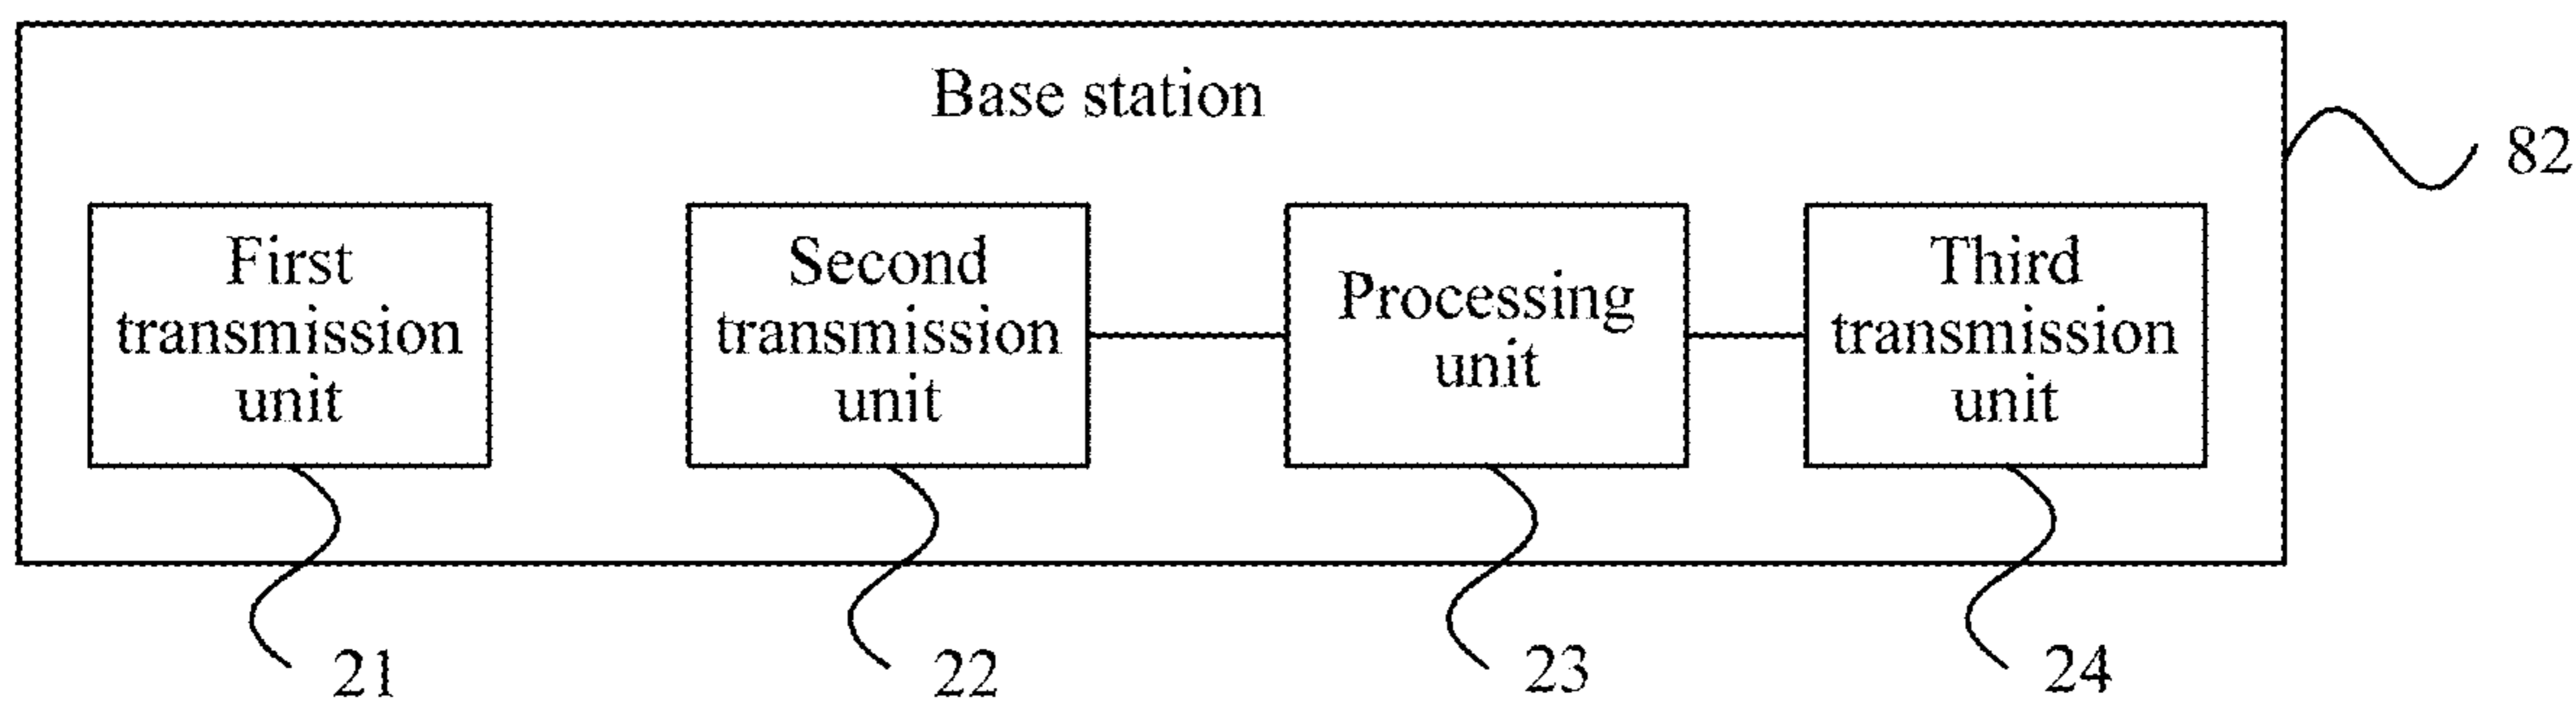 Base station
82
First
transmission
unit
Second
transmission
unit
Processing
unit
Third
transmission
unit
21
22
23
24